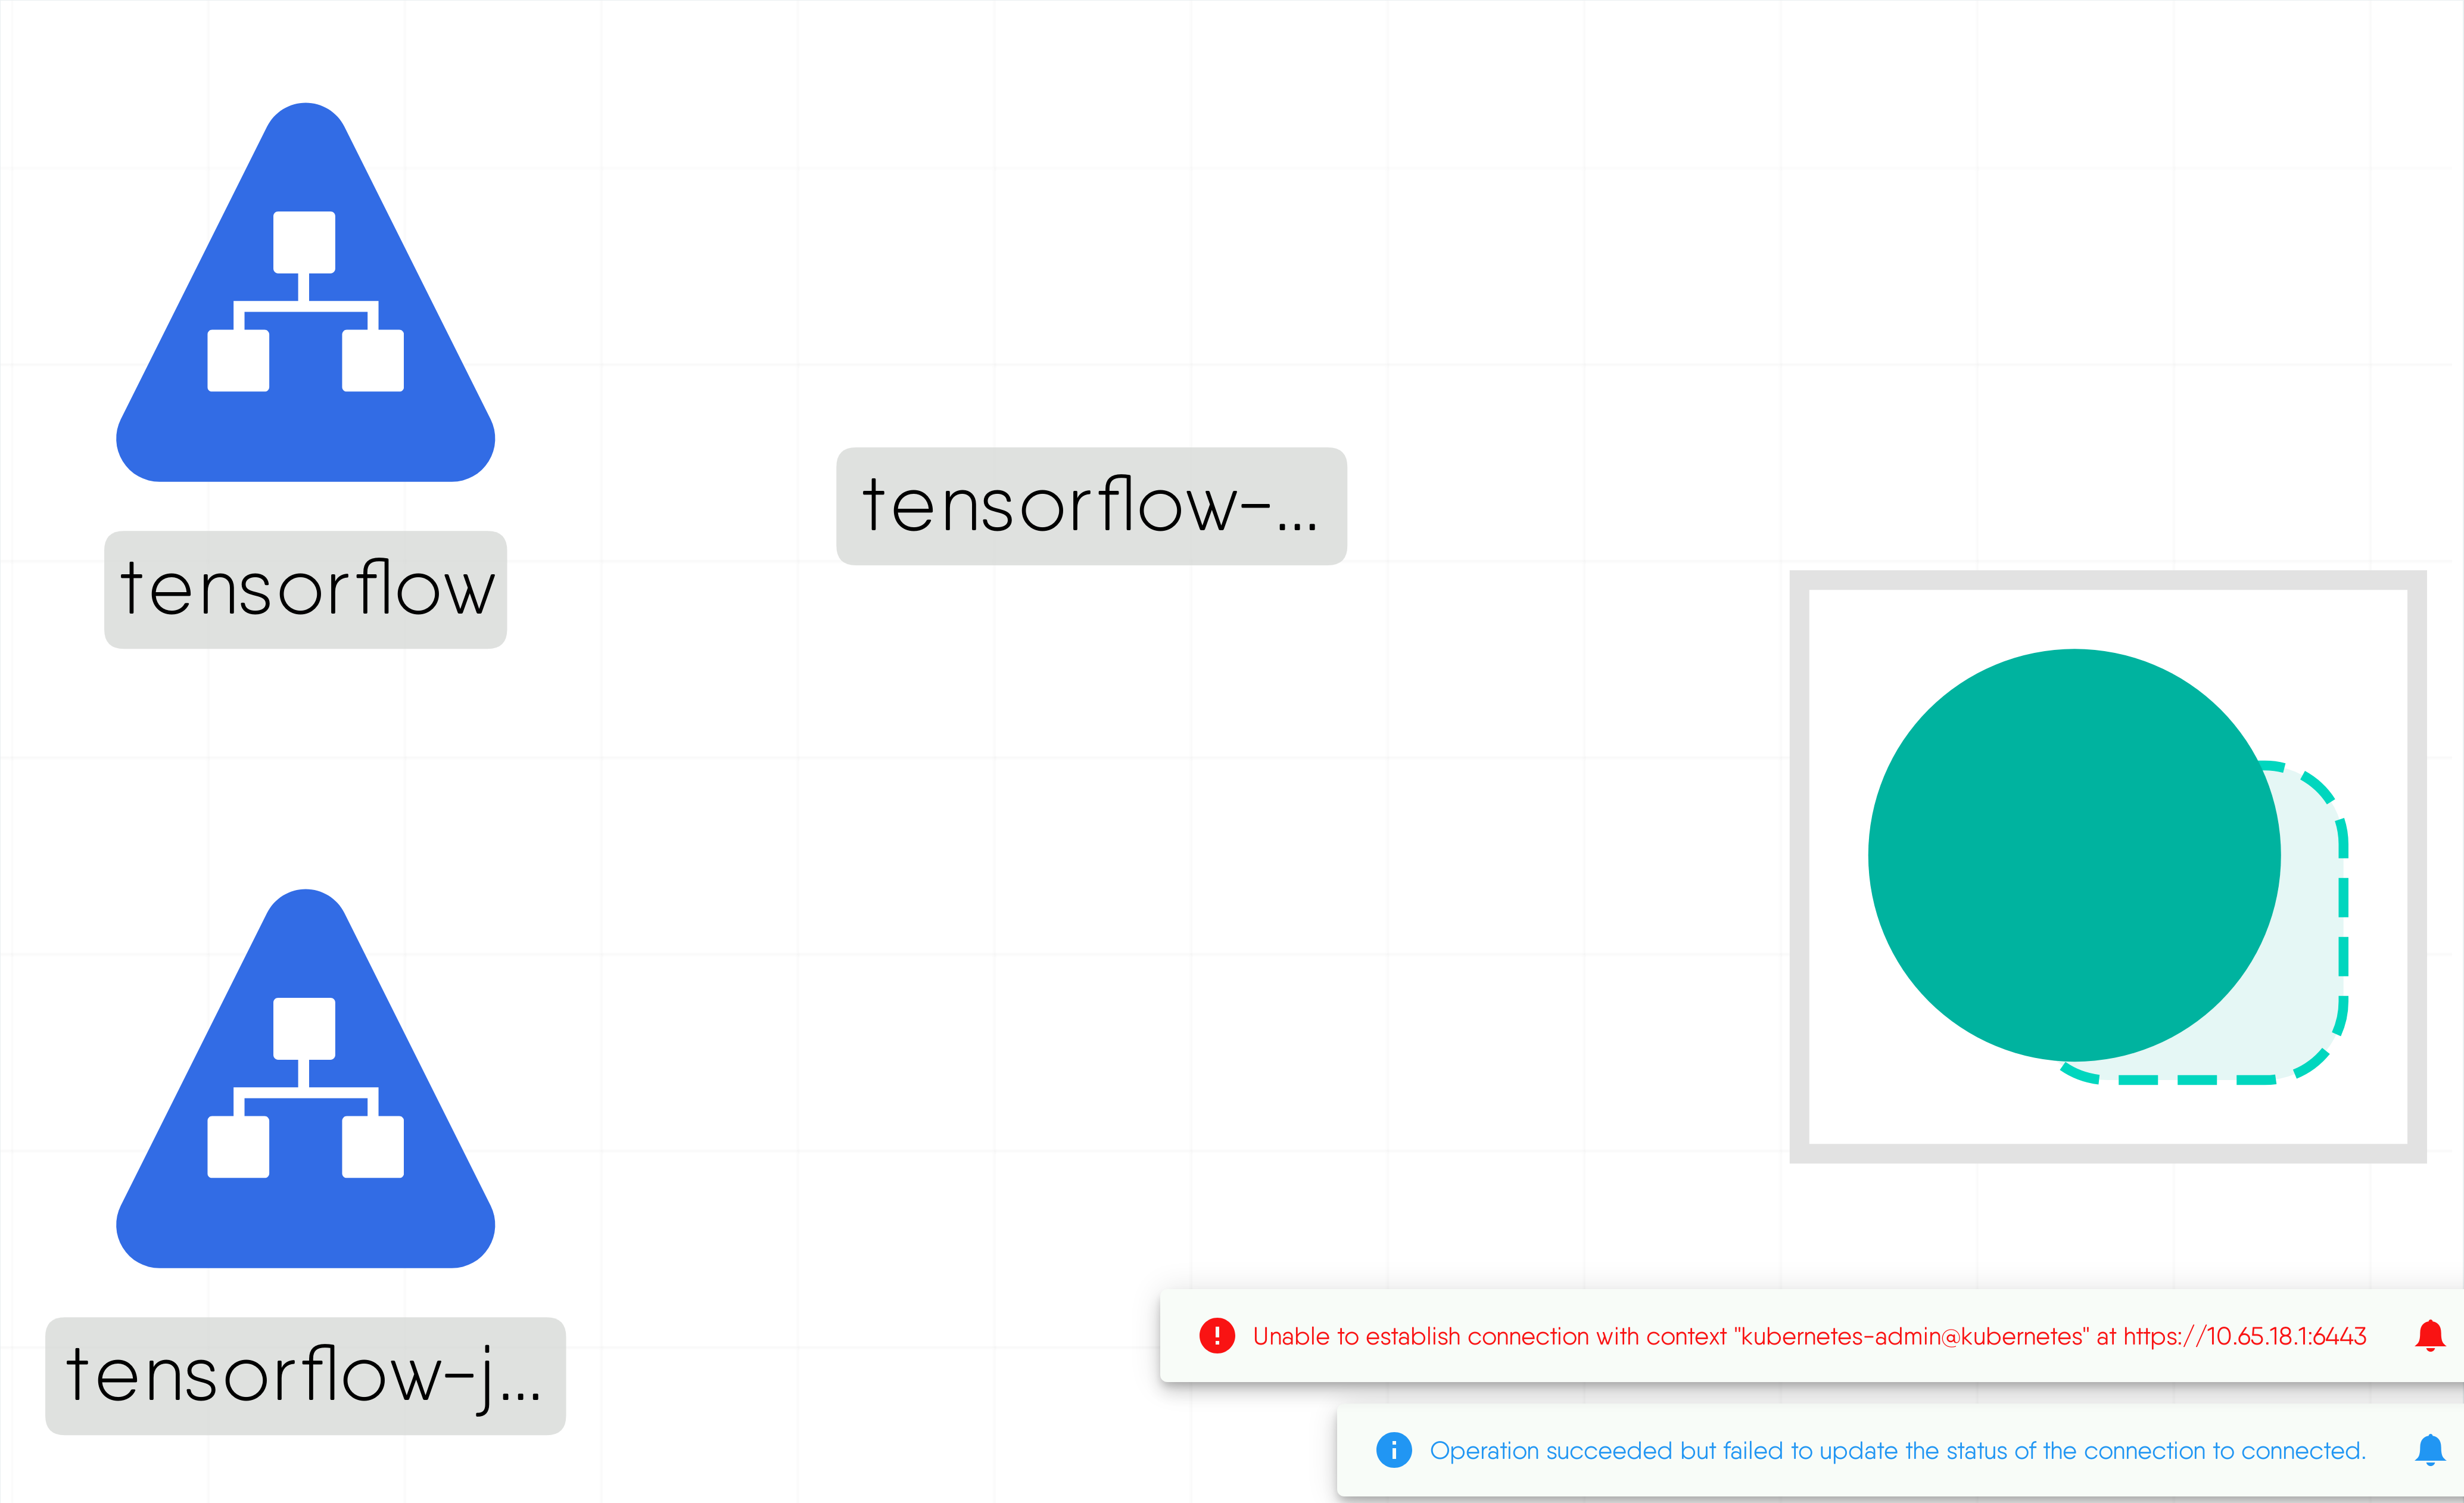 tensorflow
tensorflow-...
tensorflow-j...
Unable to establish connection with context "kubernetes-admin@kubernetes" at https://10.65.18.1:6443
Operation succeeded but failed to update the status of the connection to connected.